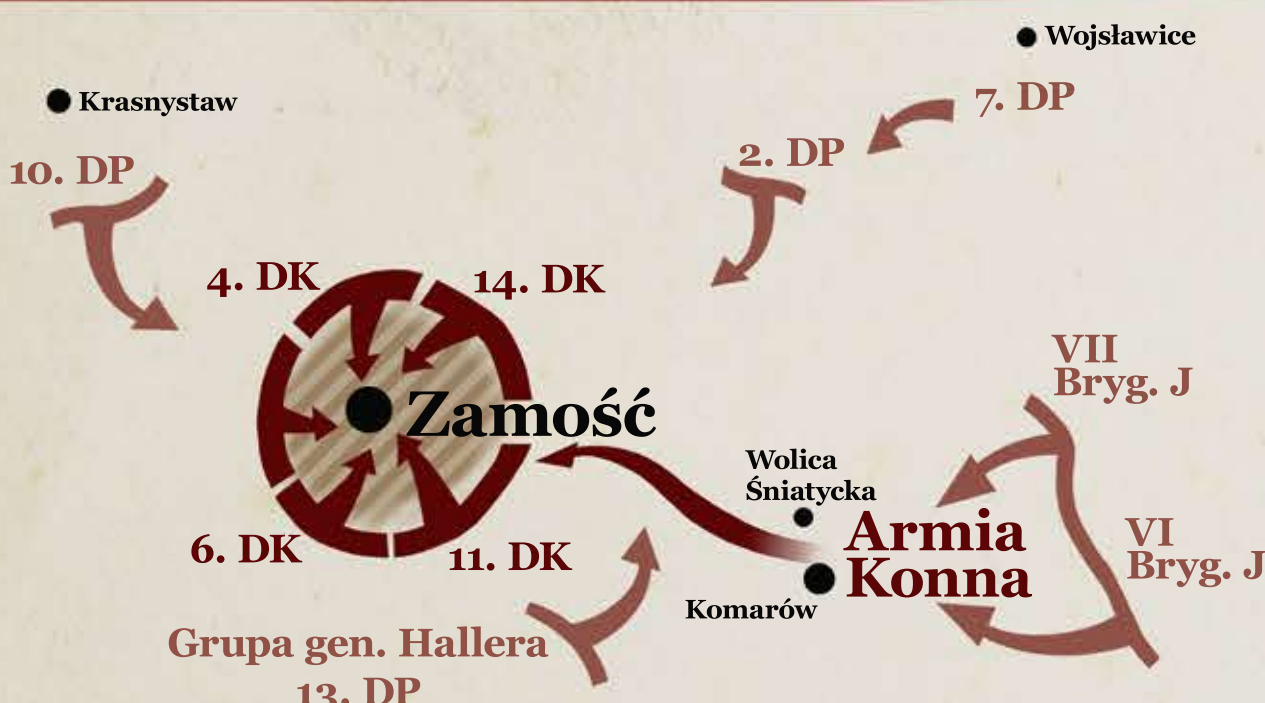 Wojsławice
Krasnystaw
7. DP
2. DP
10. DP
4. DK
14. DK
VII
Bryg. J
Zamość
Wolica
Śniatycka
Armia
Konna
VI
Bryg. J
6. DK
11. DK
Komarów
Grupa gen. Hallera
13. DP